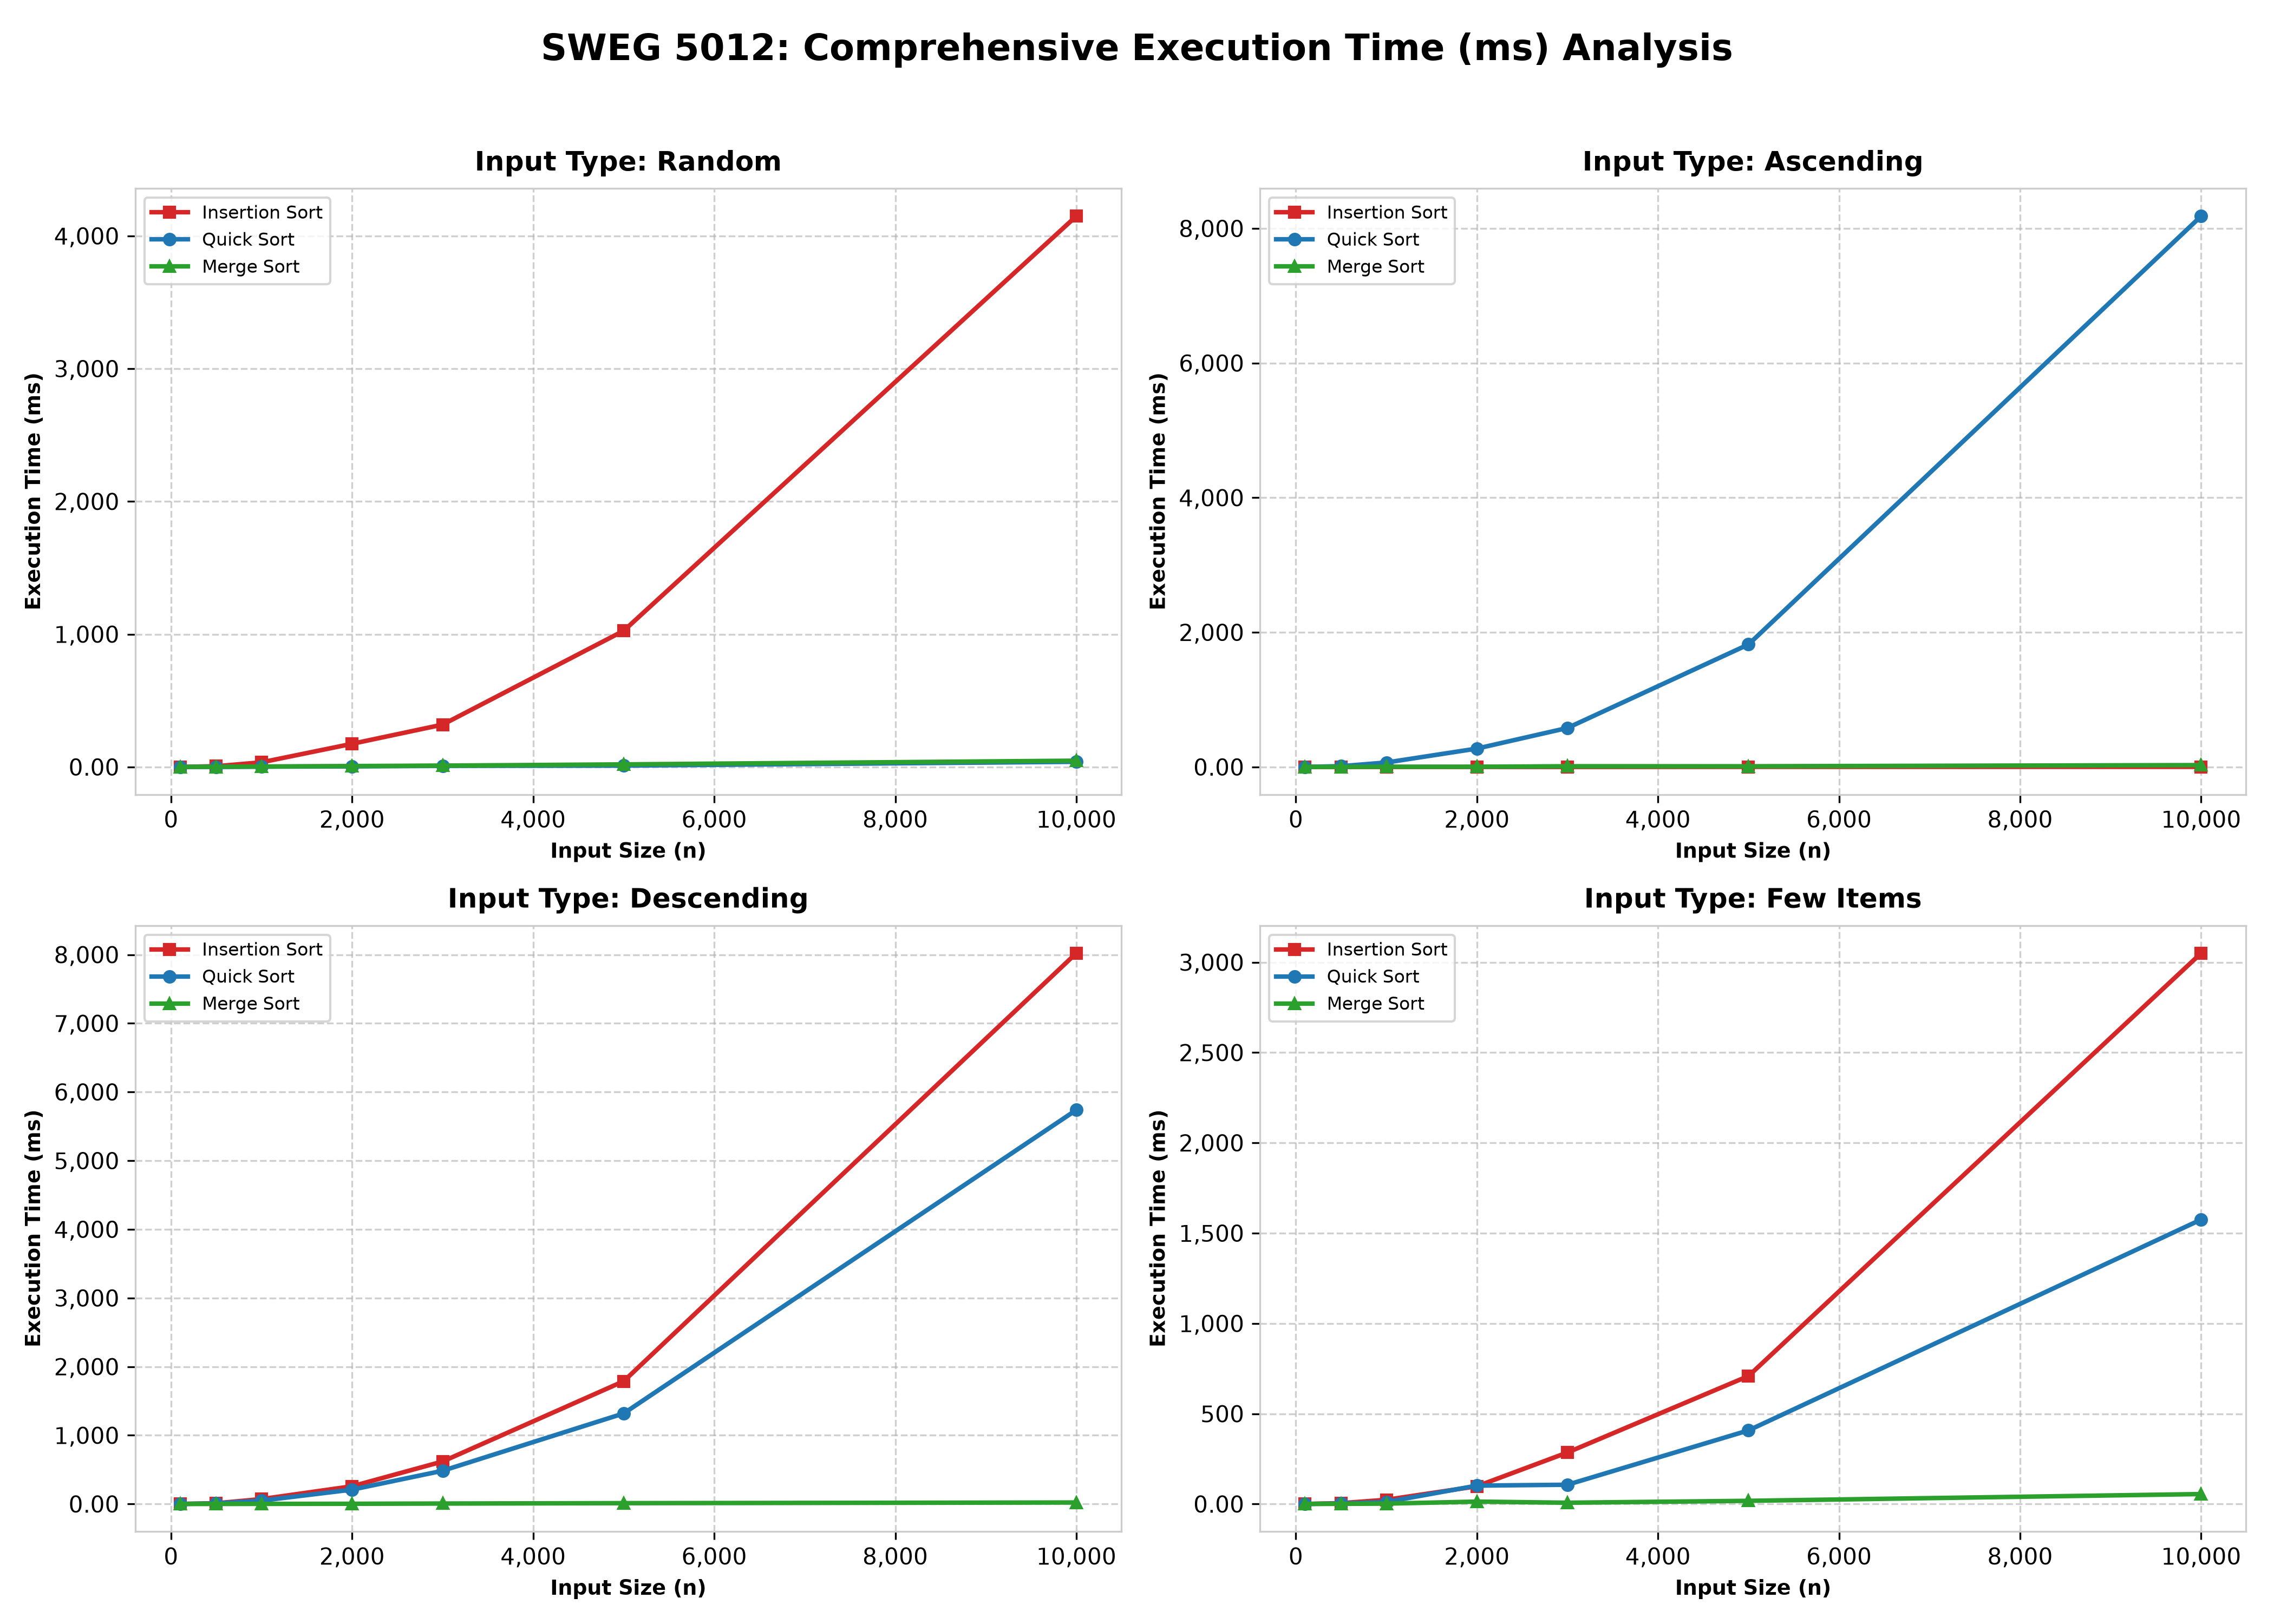 SWEG 5012: Comprehensive Execution Time (ms) Analysis
Input Type: Random
Execution Time (ms)
4,000
3,000
2,000
1,000
0.00
Insertion Sort
Quick Sort
Merge Sort
0 2,000 4,000 6,000 8,000 10,000
Input Size (n)
Input Type: Ascending
Execution Time (ms)
8,000
6,000
4,000
2,000
0.00
Insertion Sort
Quick Sort
Merge Sort
0 2,000 4,000 6,000 8,000 10,000
Input Size (n)
Input Type: Descending
Execution Time (ms)
8,000
7,000
6,000
5,000
4,000
3,000
2,000
1,000
0.00
Insertion Sort
Quick Sort
Merge Sort
0 2,000 4,000 6,000 8,000 10,000
Input Size (n)
Input Type: Few Items
Execution Time (ms)
3,000
2,500
2,000
1,500
1,000
500
0.00
Insertion Sort
Quick Sort
Merge Sort
0 2,000 4,000 6,000 8,000 10,000
Input Size (n)